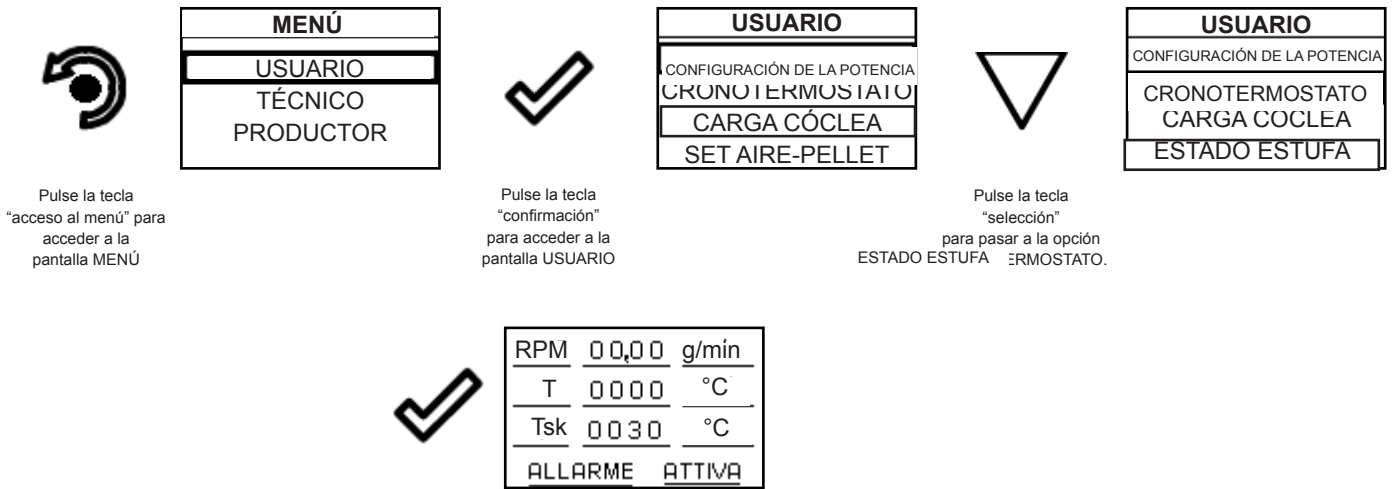 MENÚ
USUARIO
TÉCNICO
PRODUCTOR
Pulse la tecla
“acceso al menú” para
acceder a la
pantalla MENÚ
USUARIO
CONFIGURACIÓN DE LA POTENCIA
CRONOTERMOSTATO
CARGA CÓCLEA
SET AIRE-PELLET
Pulse la tecla
“confirmación”
para acceder a la
pantalla USUARIO
Pulse la tecla
“selección”
para pasar a la opción
ESTADO ESTUFA ERMOSTATO.
USUARIO
CONFIGURACIÓN DE LA POTENCIA
CRONOTERMOSTATO
CARGA COCLEA
ESTADO ESTUFA
RPM 00,00 g/mín
T 0000 °C
Tsk 0030 °C
ALLARME ATTIVA